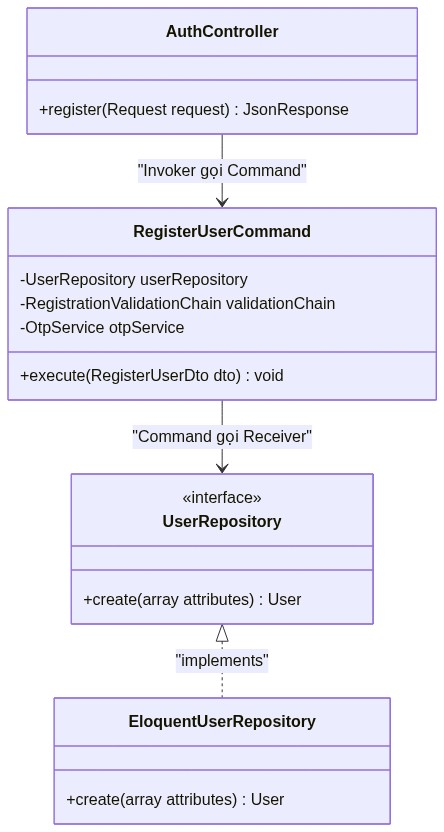 AuthController
+register(Request request) : JsonResponse
"Invoker gọi Command"
RegisterUserCommand
-UserRepository userRepository
-RegistrationValidationChain validationChain
-OtpService otpService
+execute(RegisterUserDto dto) : void
"Command gọi Receiver"
«interface»
UserRepository
+create(array attributes) : User
"implements"
EloquentUserRepository
+create(array attributes) : User